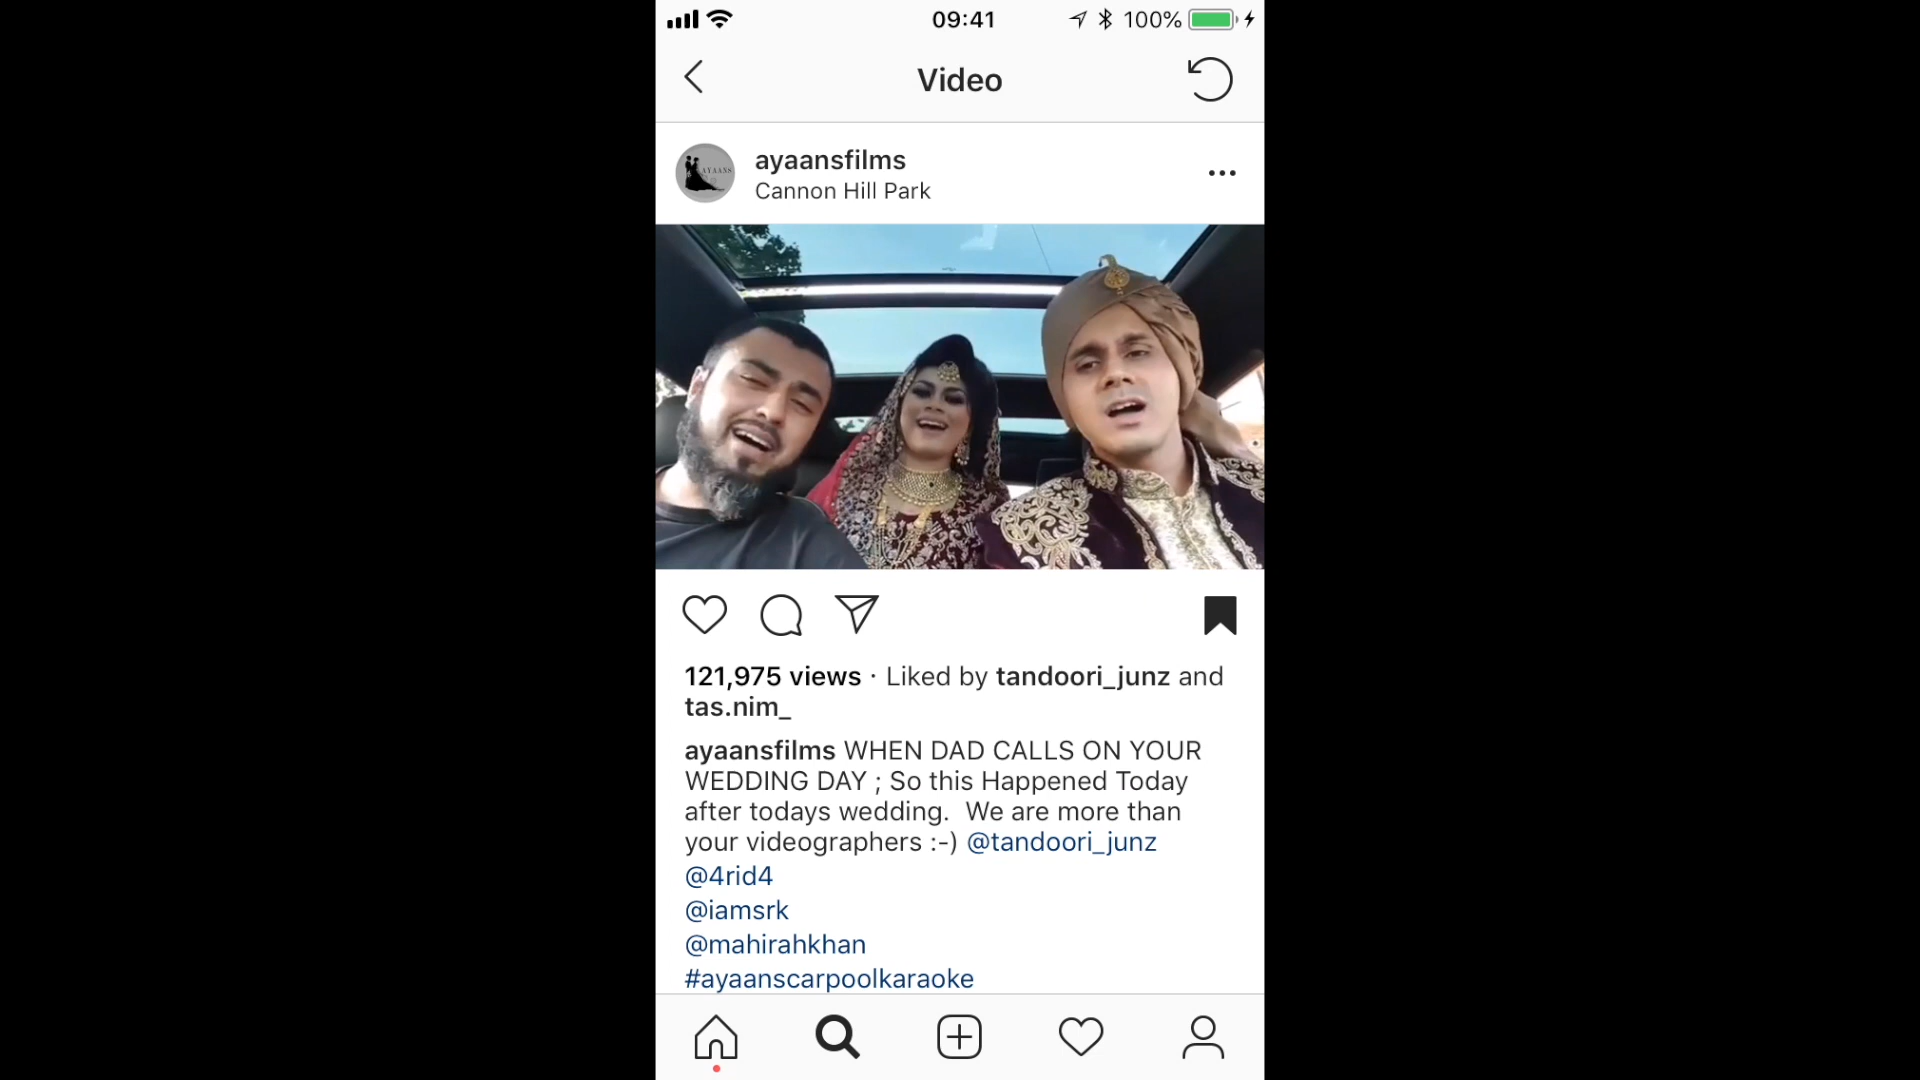 09:41
100%
Video
AYAANS
ayaansfilms
Cannon Hill Park
121,975 views · Liked by tandoori_junz and
tas.nim_
ayaansfilms WHEN DAD CALLS ON YOUR
WEDDING DAY ; So this Happened Today
after todays wedding.  We are more than
your videographers :-) @tandoori_junz
@4rid4
@iamsrk
@mahirahkhan
#ayaanscarpoolkaraoke